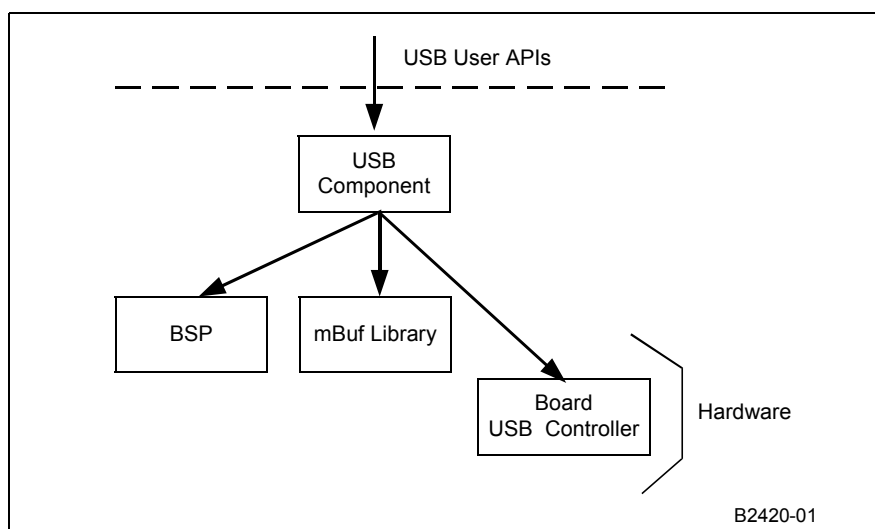 USB User APIs
USB
Component
BSP
mBuf Library
Board
USB Controller
Hardware
B2420-01